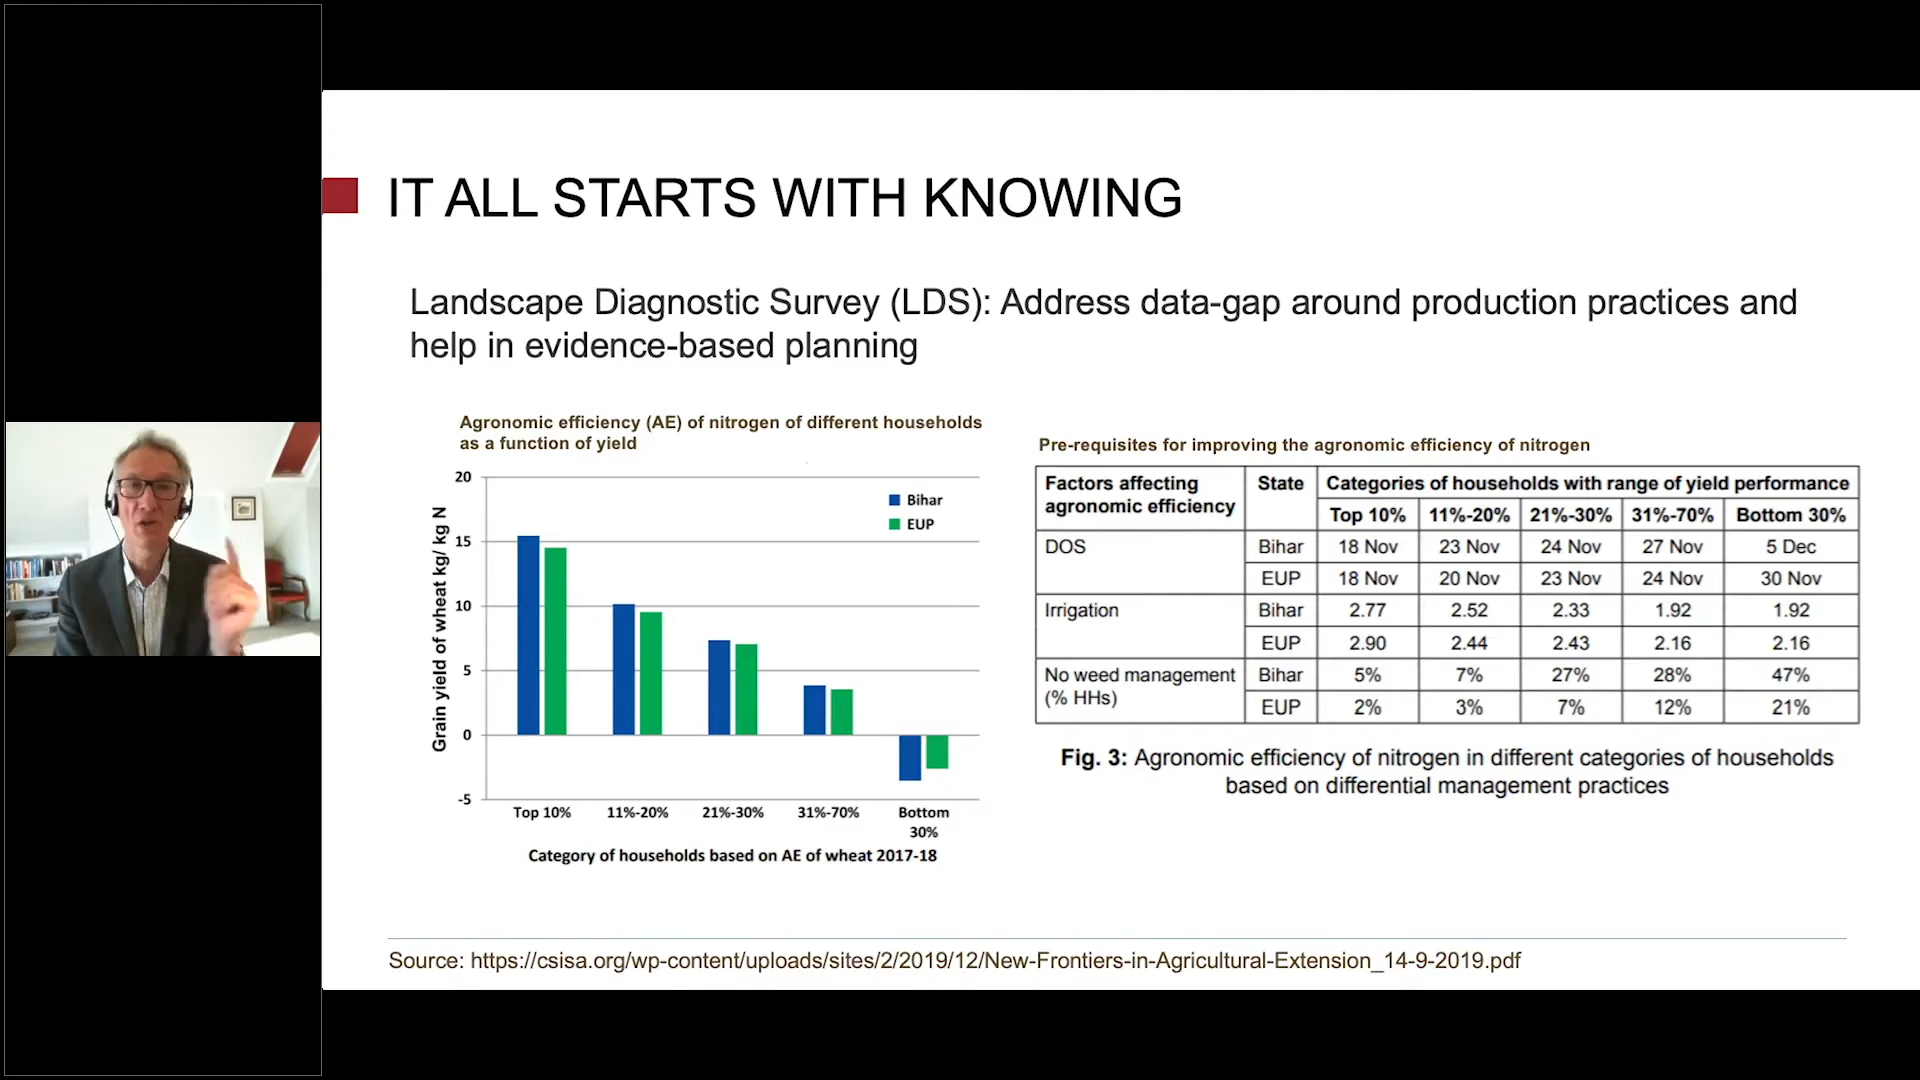 IT ALL STARTS WITH KNOWING
Landscape Diagnostic Survey (LDS): Address data-gap around production practices and
help in evidence-based planning
Agronomic efficiency (AE) of nitrogen of different households
as a function of yield
Grain yield of wheat kg/ kg N
20
15
10
5
0
-5
Bihar
EUP
Top 10% 11%-20% 21%-30% 31%-70% Bottom
30%
Category of households based on AE of wheat 2017-18
Pre-requisites for improving the agronomic efficiency of nitrogen
Factors affecting State Categories of households with range of yield performance
agronomic efficiency Top 10% 11%-20% 21%-30% 31%-70% Bottom 30%
DOS Bihar 18 Nov 23 Nov 24 Nov 27 Nov 5 Dec
EUP 18 Nov 20 Nov 23 Nov 24 Nov 30 Nov
Irrigation Bihar 2.77 2.52 2.33 1.92 1.92
EUP 2.90 2.44 2.43 2.16 2.16
No weed management Bihar 5% 7% 27% 28% 47%
(% HHs) EUP 2% 3% 7% 12% 21%
Fig. 3: Agronomic efficiency of nitrogen in different categories of households
based on differential management practices
Source: https://csisa.org/wp-content/uploads/sites/2/2019/12/New-Frontiers-in-Agricultural-Extension_14-9-2019.pdf